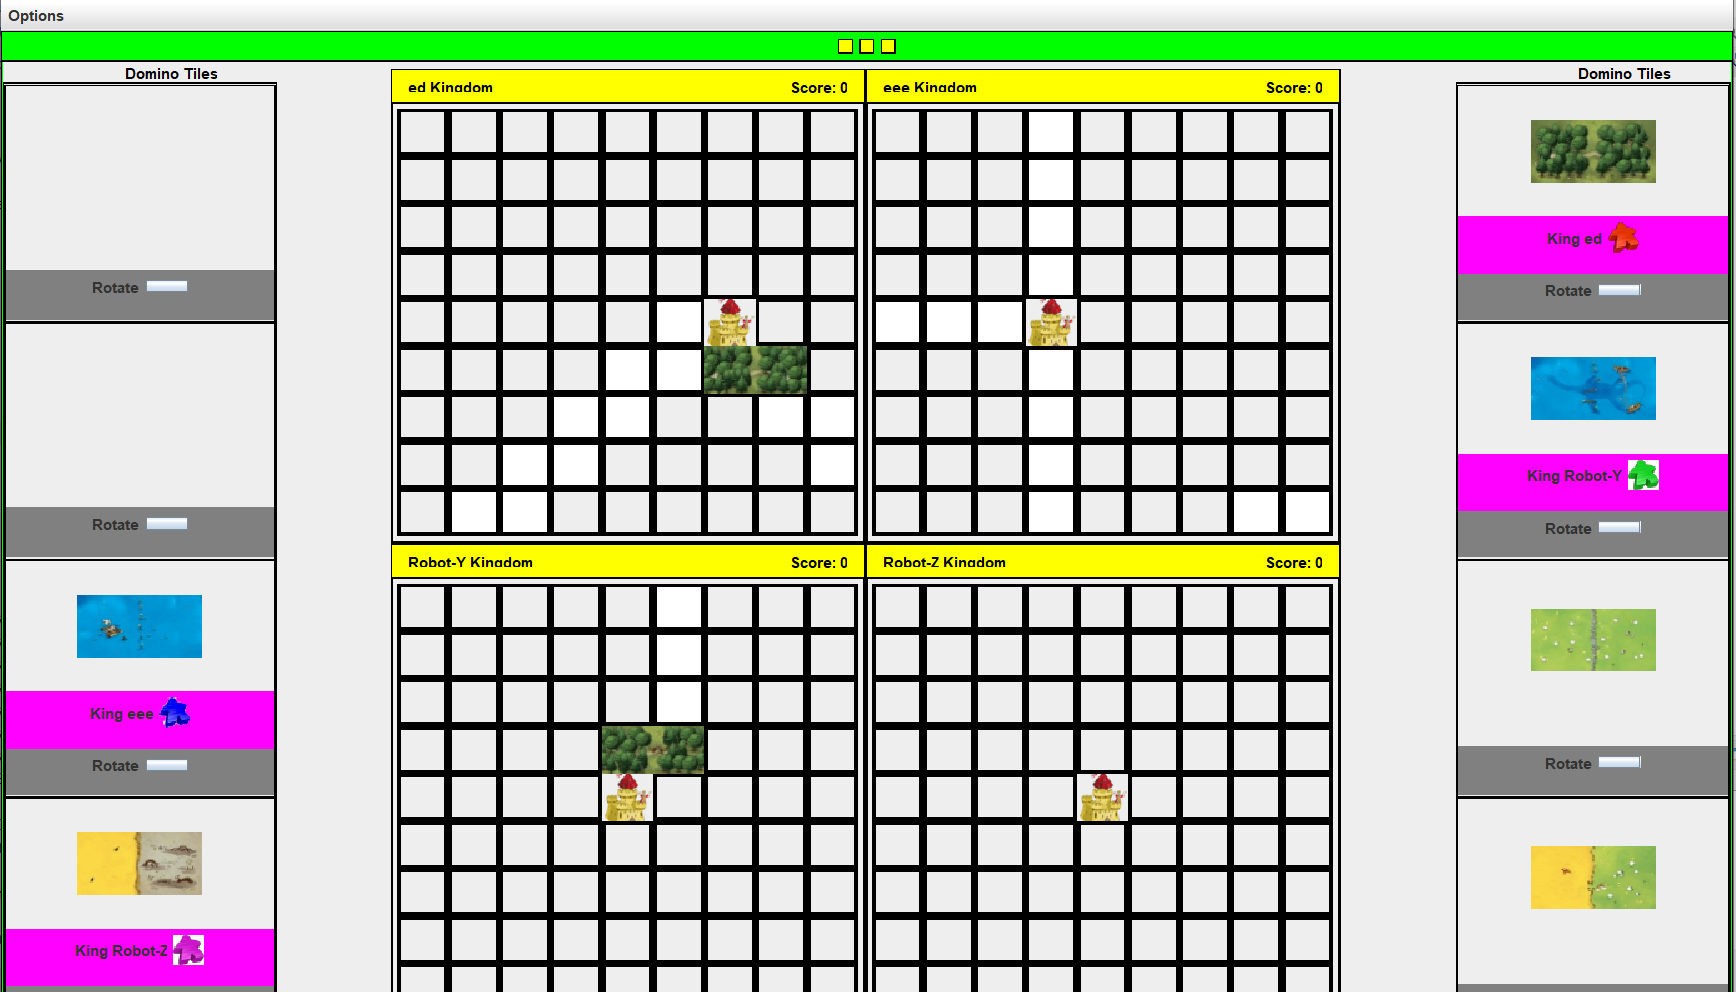 Options
Domino Tiles
Rotate
Rotate
King eee
Rotate
King Robot-Z
ed Kingdom Score: 0
eee Kingdom Score: 0
Robot-Y Kingdom Score: 0
Robot-Z Kingdom Score: 0
Domino Tiles
King ed
Rotate
King Robot-Y
Rotate
Rotate